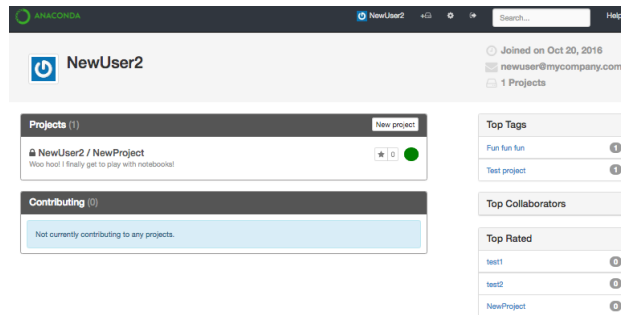 ANACONDA
NewUser2
Search...
Help
NewUser2
Joined on Oct 20, 2016
newuser@mycompany.com
1 Projects
Projects (1)
New project
NewUser2 / NewProject
0
Woo hoo! I finally get to play with notebooks!
Contributing (0)
Not currently contributing to any projects.
Top Tags
Fun fun fun
1
Test project
1
Top Collaborators
Top Rated
test1
0
test2
0
NewProject
0